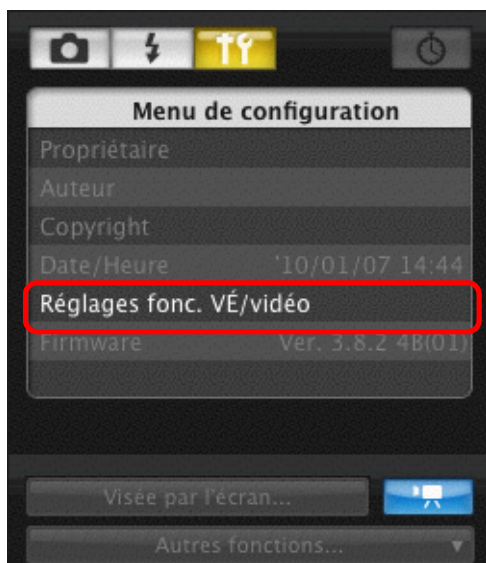 Menu de configuration
Propriétaire
Auteur
Copyright
Date/Heure '10/01/07 14:44
Réglages fonc. VÉ/vidéo
Firmware Ver. 3.8.2 4B(01)
Visée par l'écran...
Autres fonctions...